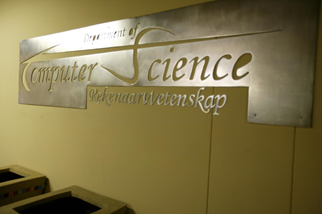 Department of
Computer Science
Rekenaarwetenskap